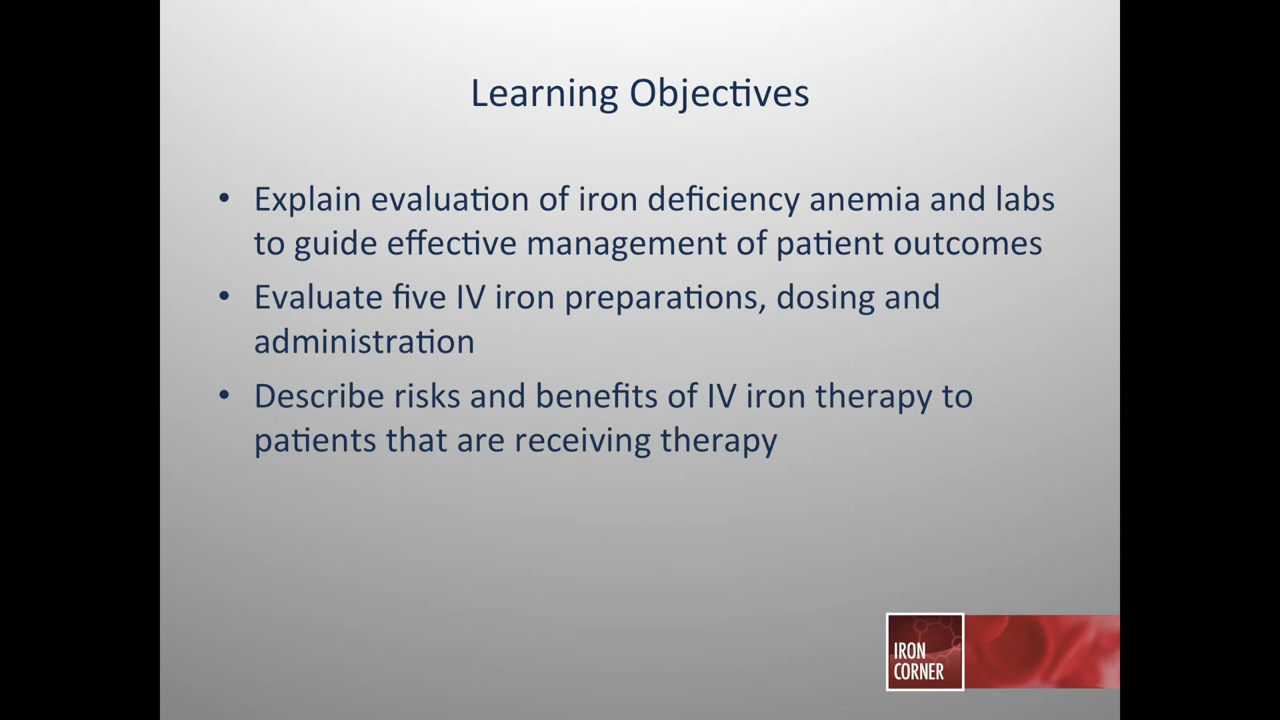 Learning Objectives
• Explain evaluation of iron deficiency anemia and labs
to guide effective management of patient outcomes
• Evaluate five IV iron preparations, dosing and
administration
• Describe risks and benefits of IV iron therapy to
patients that are receiving therapy
IRON
CORNER